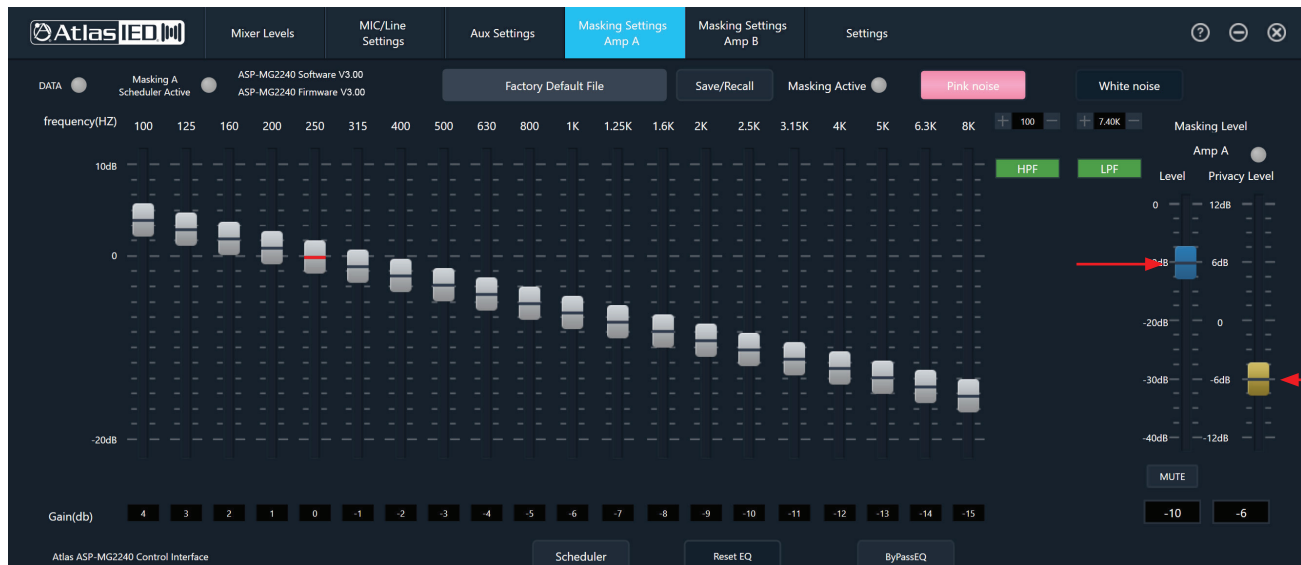 AtlasIED
Mixer Levels
MIC/Line
Settings
Aux Settings
Masking Settings
Amp A
Masking Settings
Amp B
Settings
?
DATA
Masking A
Scheduler Active
ASP-MG2240 Software V3.00
ASP-MG2240 Firmware V3.00
Factory Default File
Save/Recall
Masking Active
Pink noise
White noise
frequency(HZ) 100 125 160 200 250 315 400 500 630 800 1K 1.25K 1.6K 2K 2.5K 3.15K 4K 5K 6.3K 8K
+ 100 −
+ 7.40K −
HPF
LPF
Masking Level
Amp A
Level Privacy Level
10dB
0
-20dB
0 12dB
6dB
-20dB 0
-30dB -6dB
-40dB -12dB
MUTE
Gain(db) 4 3 2 1 0 -1 -2 -3 -4 -5 -6 -7 -8 -9 -10 -11 -12 -13 -14 -15
-10 -6
Atlas ASP-MG2240 Control Interface
Scheduler
Reset EQ
ByPassEQ